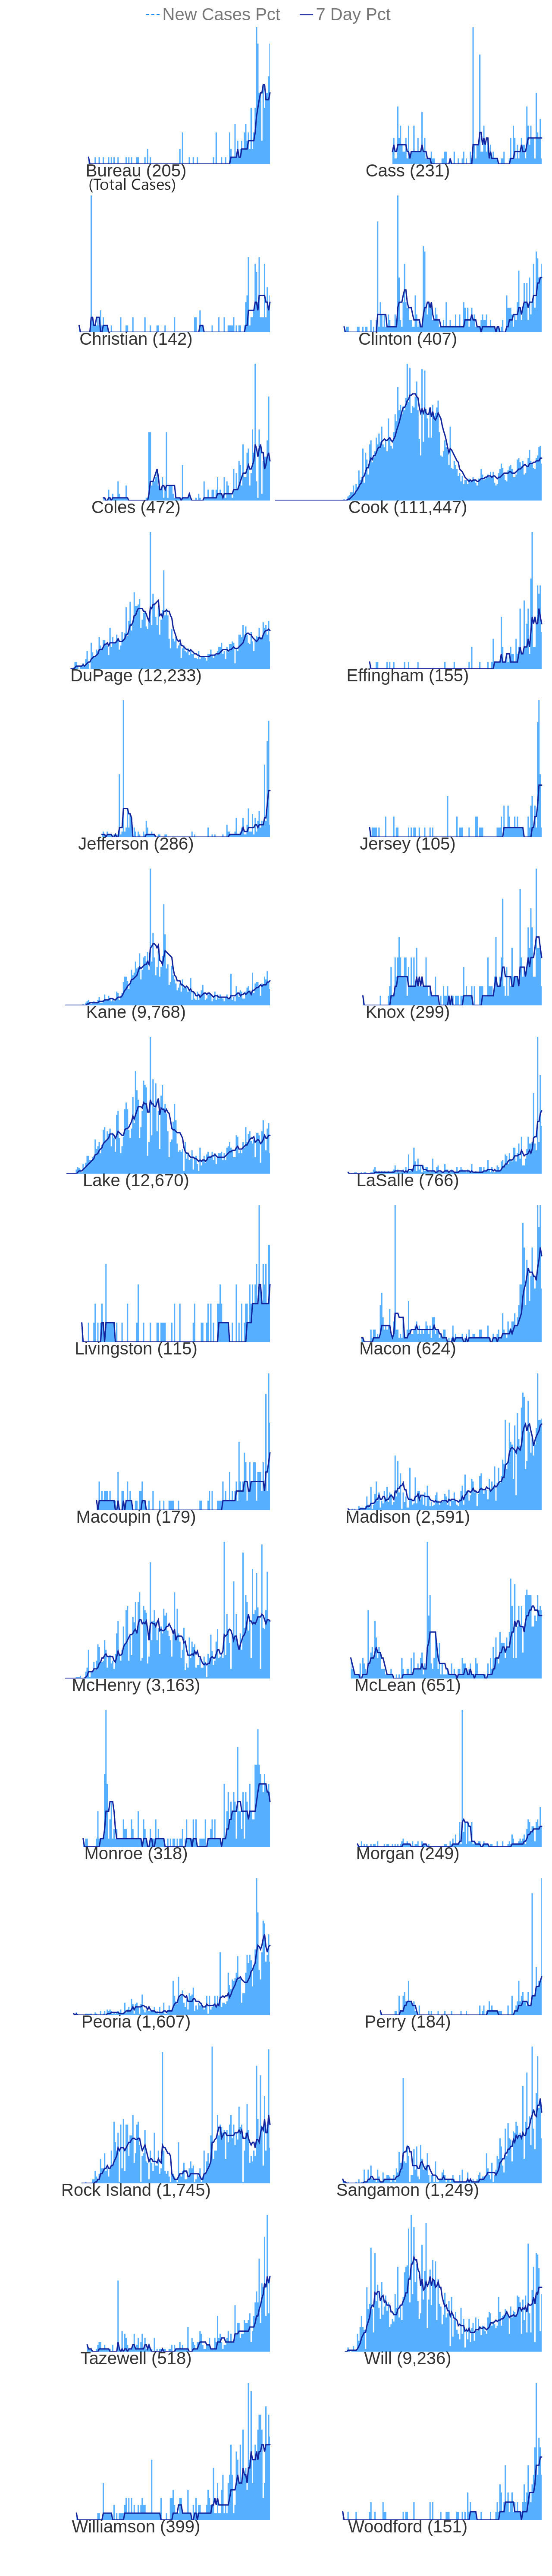 New Cases Pct 7 Day Pct
Bureau (205) Cass (231)
(Total Cases)
Christian (142) Clinton (407)
Coles (472) Cook (111,447)
DuPage (12,233) Effingham (155)
Jefferson (286) Jersey (105)
Kane (9,768) Knox (299)
Lake (12,670) LaSalle (766)
Livingston (115) Macon (624)
Macoupin (179) Madison (2,591)
McHenry (3,163) McLean (651)
Monroe (318) Morgan (249)
Peoria (1,607) Perry (184)
Rock Island (1,745) Sangamon (1,249)
Tazewell (518) Will (9,236)
Williamson (399) Woodford (151)